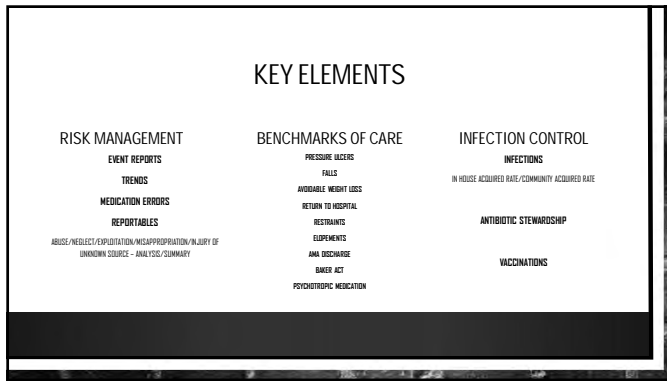 KEY ELEMENTS
RISK MANAGEMENT
EVENT REPORTS
TRENDS
MEDICATION ERRORS
REPORTABLES
ABUSE/NEGLECT/EXPLOITATION/MISAPPROPRIATION/INJURY OF
UNKNOWN SOURCE – ANALYSIS/SUMMARY
BENCHMARKS OF CARE
PRESSURE ULCERS
FALLS
AVOIDABLE WEIGHT LOSS
RETURN TO HOSPITAL
RESTRAINTS
ELOPEMENTS
AMA DISCHARGE
BAKER ACT
PSYCHOTROPIC MEDICATION
INFECTION CONTROL
INFECTIONS
IN HOUSE ACQUIRED RATE/COMMUNITY ACQUIRED RATE
ANTIBIOTIC STEWARDSHIP
VACCINATIONS